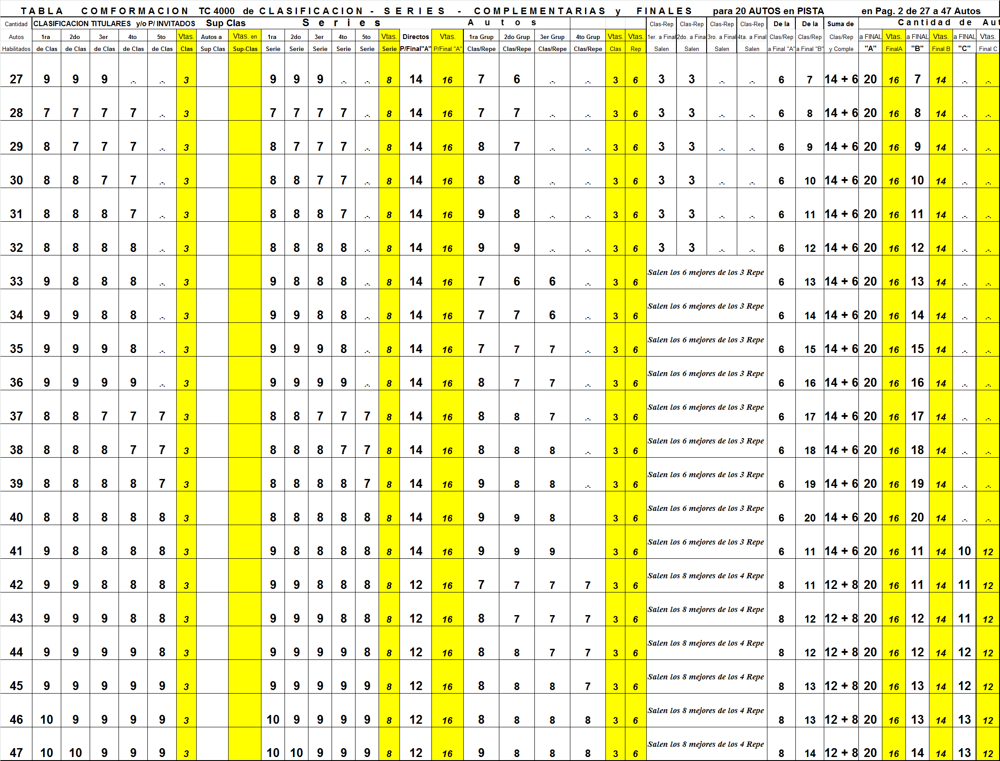 TABLA COMFORMACION TC 4000 de CLASIFICACION - SERIES - COMPLEMENTARIAS y FINALES para 20 AUTOS en PISTA en Pag. 2 de 27 a 47 Autos
Cantidad CLASIFICACION TITULARES y/o P/ INVITADOS Sup Clas Series Autos Clas-Rep Clas-Rep Clas-Rep Clas-Rep De la De la Suma de Cantidad de Aut
Autos 1ra 2do 3er 4to 5to Vtas. Autos a Vtas. en 1ra 2do 3er 4to 5to Vtas. Directos Vtas. 1ra Grup 2do Grup 3er Grup 4to Grup Vtas. Vtas. 1er. a Final 2do. a Final 3ro. a Final 4ta. a Final Clas/Rep Clas/Rep Clas/Rep a FINAL Vtas. a FINAL Vtas. a FINAL Vtas.
Habilitados de Clas de Clas de Clas de Clas de Clas Clas Sup Clas Sup-Clas Serie Serie Serie Serie Serie Serie P/Final"A" P/Final "A" Clas/Repe Clas/Repe Clas/Repe Clas/Repe Clas Rep Salen Salen Salen Salen a Final "A" a Final "B" y Comple "A" FinalA "B" Final B "C" Final C
27 9 9 9 .-. .-. 3 9 9 9 .-. .-. 8 14 16 7 6 .-. .-. 3 6 3 3 .-. .-. 6 7 14 + 6 20 16 7 14 .-. .-.
28 7 7 7 7 .-. 3 7 7 7 7 .-. 8 14 16 7 7 .-. .-. 3 6 3 3 .-. .-. 6 8 14 + 6 20 16 8 14 .-. .-.
29 8 7 7 7 .-. 3 8 7 7 7 .-. 8 14 16 8 7 .-. .-. 3 6 3 3 .-. .-. 6 9 14 + 6 20 16 9 14 .-. .-.
30 8 8 7 7 .-. 3 8 8 7 7 .-. 8 14 16 8 8 .-. .-. 3 6 3 3 .-. .-. 6 10 14 + 6 20 16 10 14 .-. .-.
31 8 8 8 7 .-. 3 8 8 8 7 .-. 8 14 16 9 8 .-. .-. 3 6 3 3 .-. .-. 6 11 14 + 6 20 16 11 14 .-. .-.
32 8 8 8 8 .-. 3 8 8 8 8 .-. 8 14 16 9 9 .-. .-. 3 6 3 3 .-. .-. 6 12 14 + 6 20 16 12 14 .-. .-.
33 9 8 8 8 .-. 3 9 8 8 8 .-. 8 14 16 7 6 6 .-. 3 6 Salen los 6 mejores de los 3 Repe 6 13 14 + 6 20 16 13 14 .-. .-.
34 9 9 8 8 .-. 3 9 9 8 8 .-. 8 14 16 7 7 6 .-. 3 6 Salen los 6 mejores de los 3 Repe 6 14 14 + 6 20 16 14 14 .-. .-.
35 9 9 9 8 .-. 3 9 9 9 8 .-. 8 14 16 7 7 7 .-. 3 6 Salen los 6 mejores de los 3 Repe 6 15 14 + 6 20 16 15 14 .-. .-.
36 9 9 9 9 .-. 3 9 9 9 9 .-. 8 14 16 8 7 7 .-. 3 6 Salen los 6 mejores de los 3 Repe 6 16 14 + 6 20 16 16 14 .-. .-.
37 8 8 7 7 7 3 8 8 7 7 7 8 14 16 8 8 7 .-. 3 6 Salen los 6 mejores de los 3 Repe 6 17 14 + 6 20 16 17 14 .-. .-.
38 8 8 8 7 7 3 8 8 8 7 7 8 14 16 8 8 8 .-. 3 6 Salen los 6 mejores de los 3 Repe 6 18 14 + 6 20 16 18 14 .-. .-.
39 8 8 8 8 7 3 8 8 8 8 7 8 14 16 9 8 8 .-. 3 6 Salen los 6 mejores de los 3 Repe 6 19 14 + 6 20 16 19 14 .-. .-.
40 8 8 8 8 8 3 8 8 8 8 8 8 14 16 9 9 8 3 6 Salen los 6 mejores de los 3 Repe 6 20 14 + 6 20 16 20 14 .-. .-.
41 9 8 8 8 8 3 9 8 8 8 8 8 14 16 9 9 9 3 6 Salen los 6 mejores de los 3 Repe 6 11 14 + 6 20 16 11 14 10 12
42 9 9 8 8 8 3 9 9 8 8 8 8 12 16 7 7 7 7 3 6 Salen los 8 mejores de los 4 Repe 8 11 12 + 8 20 16 11 14 11 12
43 9 9 9 8 8 3 9 9 9 8 8 8 12 16 8 7 7 7 3 6 Salen los 8 mejores de los 4 Repe 8 12 12 + 8 20 16 12 14 11 12
44 9 9 9 9 8 3 9 9 9 9 8 8 12 16 8 8 7 7 3 6 Salen los 8 mejores de los 4 Repe 8 12 12 + 8 20 16 12 14 12 12
45 9 9 9 9 9 3 9 9 9 9 9 8 12 16 8 8 8 7 3 6 Salen los 8 mejores de los 4 Repe 8 13 12 + 8 20 16 13 14 12 12
46 10 9 9 9 9 3 10 9 9 9 9 8 12 16 8 8 8 8 3 6 Salen los 8 mejores de los 4 Repe 8 13 12 + 8 20 16 13 14 13 12
47 10 10 9 9 9 3 10 10 9 9 9 8 12 16 9 8 8 8 3 6 Salen los 8 mejores de los 4 Repe 8 14 12 + 8 20 16 14 14 13 12